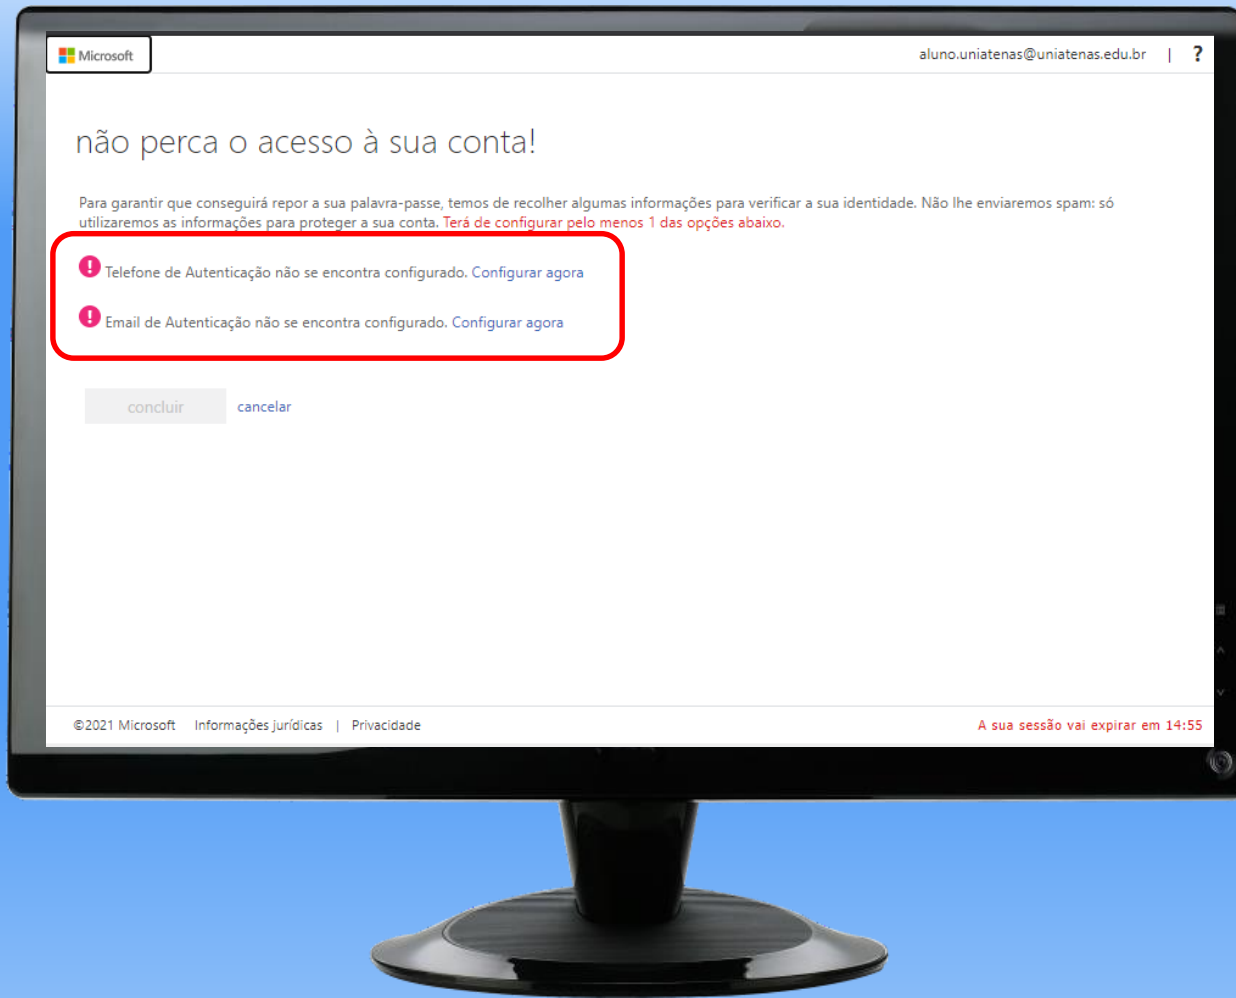 Microsoft
aluno.uniatenas@uniatenas.edu.br | ?
não perca o acesso à sua conta!
Para garantir que conseguirá repor a sua palavra-passe, temos de recolher algumas informações para verificar a sua identidade. Não lhe enviaremos spam: só
utilizaremos as informações para proteger a sua conta. Terá de configurar pelo menos 1 das opções abaixo.
! Telefone de Autenticação não se encontra configurado. Configurar agora
! Email de Autenticação não se encontra configurado. Configurar agora
concluir cancelar
©2021 Microsoft Informações jurídicas | Privacidade
A sua sessão vai expirar em 14:55